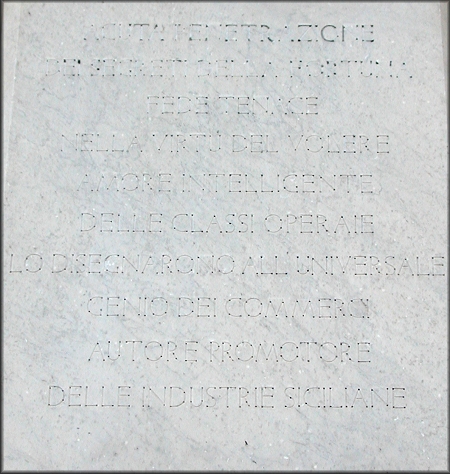 ACUTA PENETRAZIONE
DEI SEGRETI DELLA FORTUNA
FEDE TENACE
NELLA VIRTÙ DEL VOLERE
AMORE INTELLIGENTE
DELLE CLASSI OPERAIE
LO DISEGNARONO ALL'UNIVERSALE
GENIO DEI COMMERCI
AUTORE PROMOTORE
DELLE INDUSTRIE SICILIANE